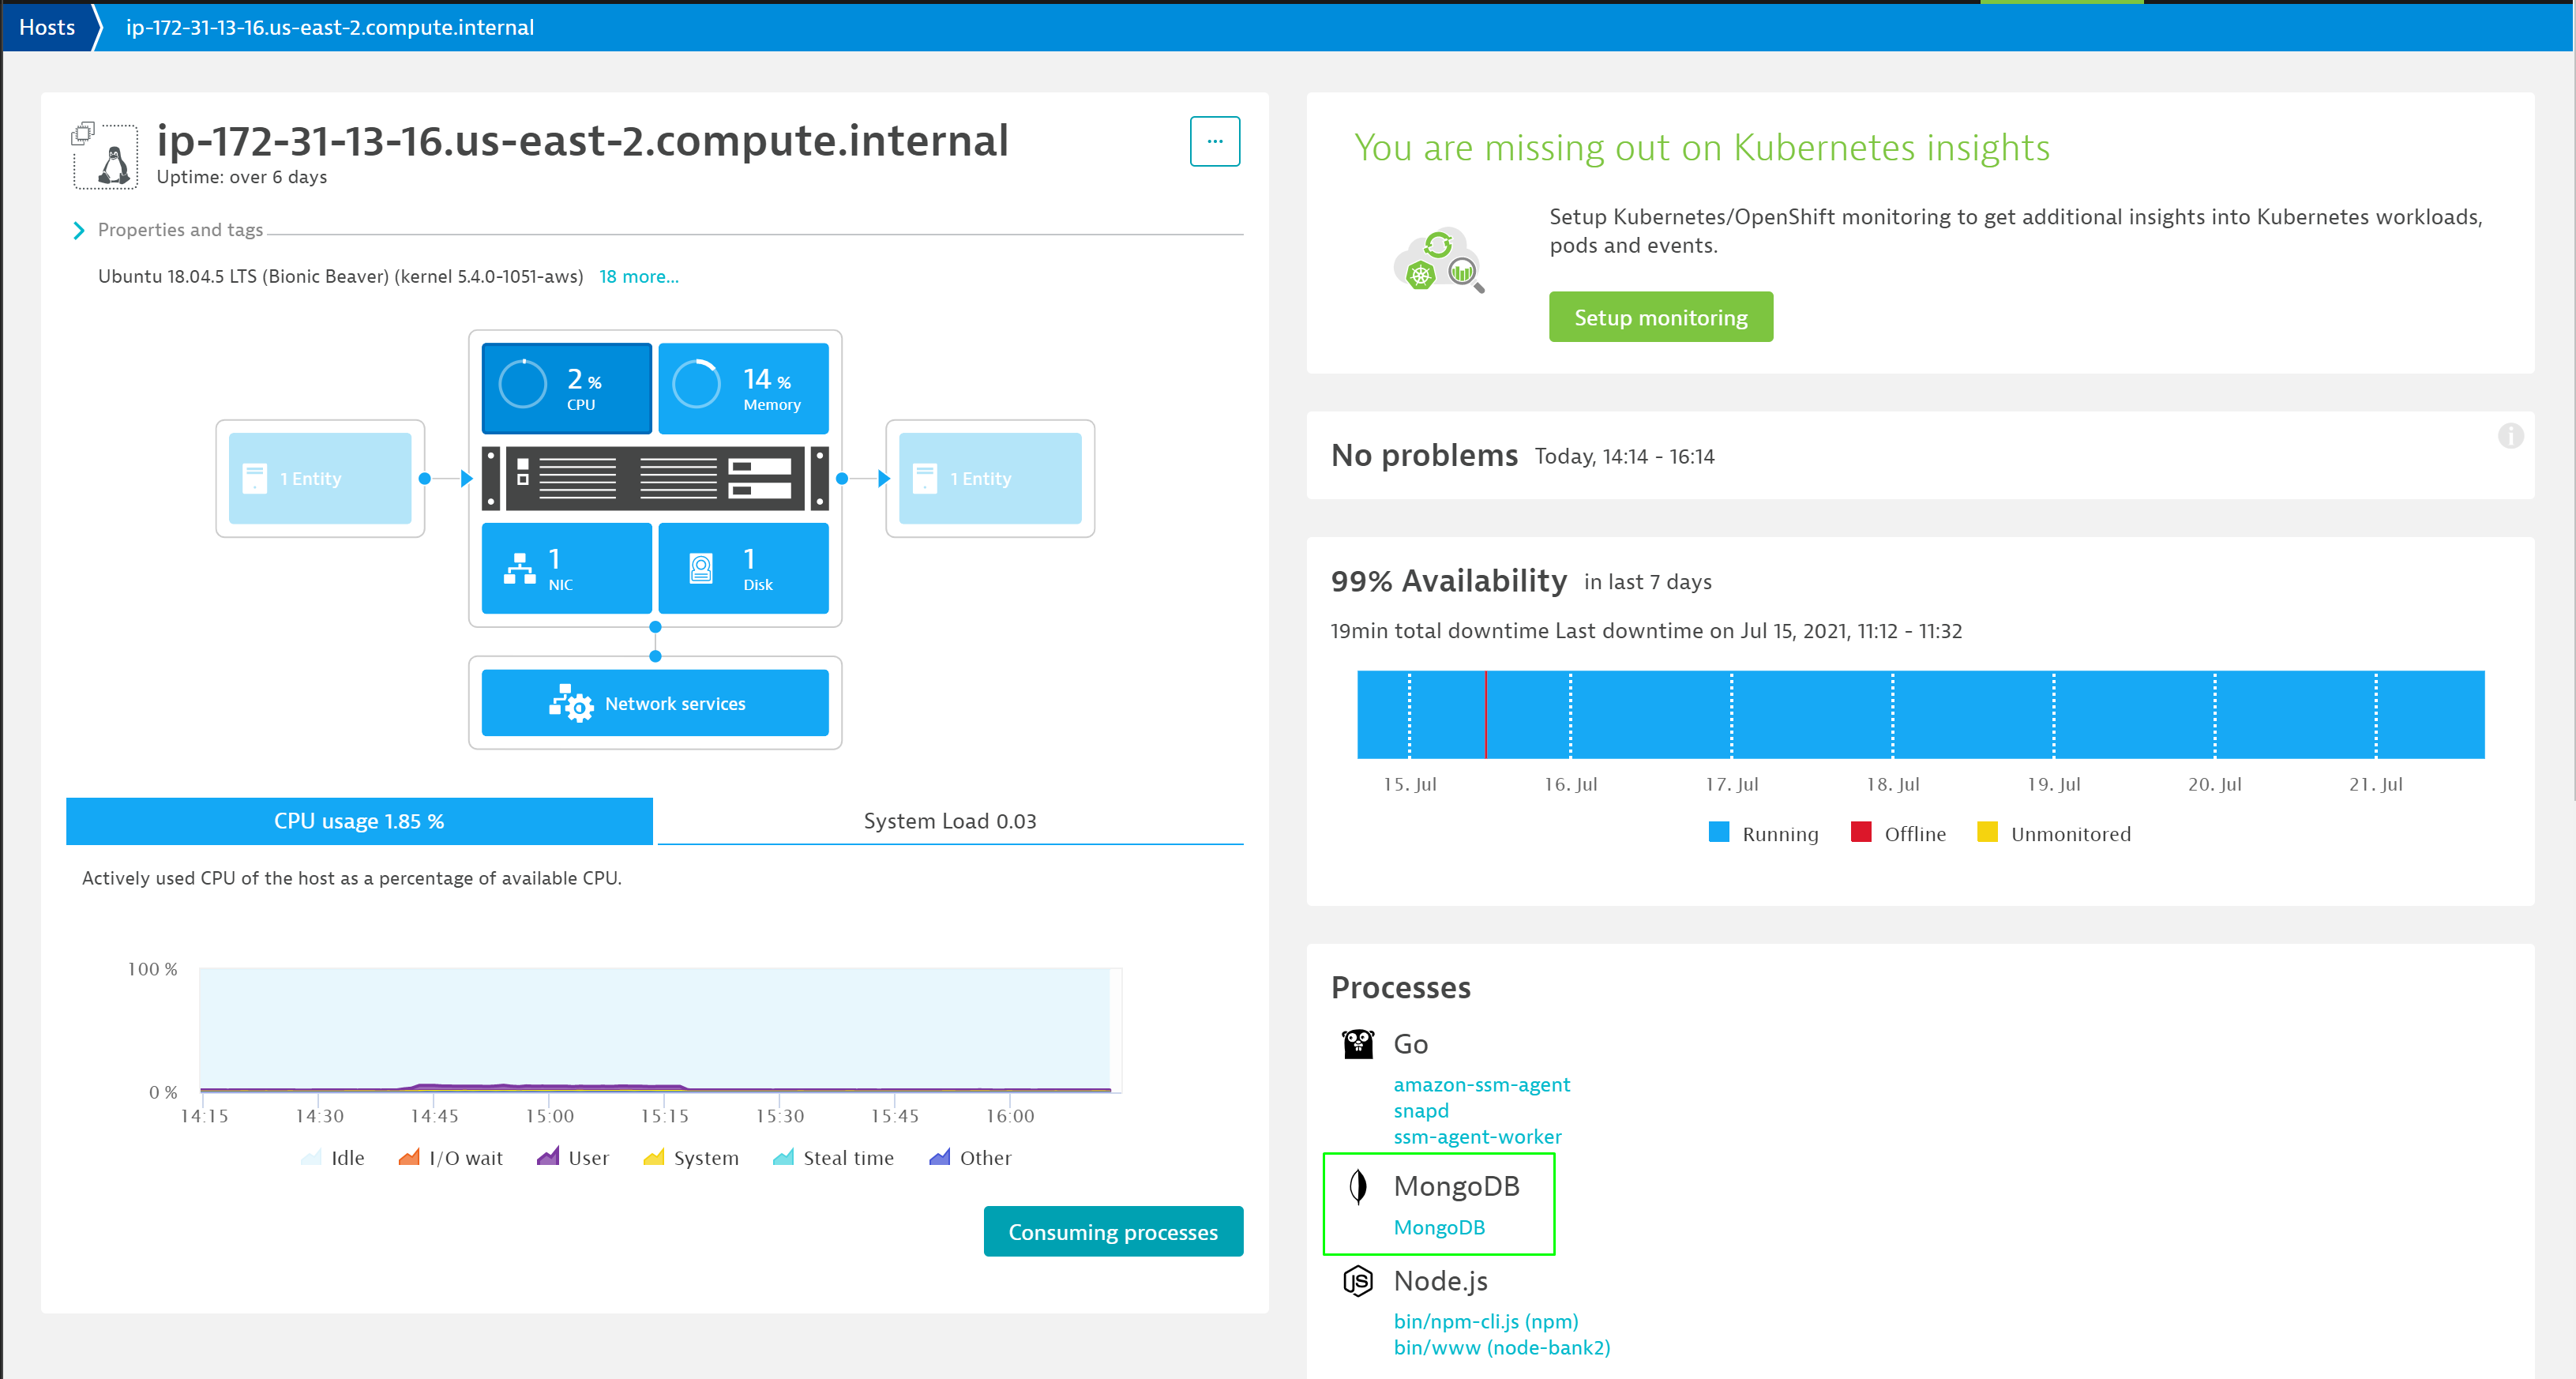 Hosts
ip-172-31-13-16.us-east-2.compute.internal
ip-172-31-13-16.us-east-2.compute.internal
...
Uptime: over 6 days
Properties and tags
Ubuntu 18.04.5 LTS (Bionic Beaver) (kernel 5.4.0-1051-aws) 18 more...
2 %
CPU
14 %
Memory
1 Entity
1 Entity
1
NIC
1
Disk
Network services
CPU usage 1.85 %
System Load 0.03
Actively used CPU of the host as a percentage of available CPU.
100 %
0 %
14:15 14:30 14:45 15:00 15:15 15:30 15:45 16:00
Idle I/O wait User System Steal time Other
Consuming processes
You are missing out on Kubernetes insights
Setup Kubernetes/OpenShift monitoring to get additional insights into Kubernetes workloads,
pods and events.
Setup monitoring
No problems Today, 14:14 - 16:14
99% Availability in last 7 days
19min total downtime Last downtime on Jul 15, 2021, 11:12 - 11:32
15. Jul 16. Jul 17. Jul 18. Jul 19. Jul 20. Jul 21. Jul
Running Offline Unmonitored
Processes
Go
amazon-ssm-agent
snapd
ssm-agent-worker
MongoDB
MongoDB
JS
Node.js
bin/npm-cli.js (npm)
bin/www (node-bank2)